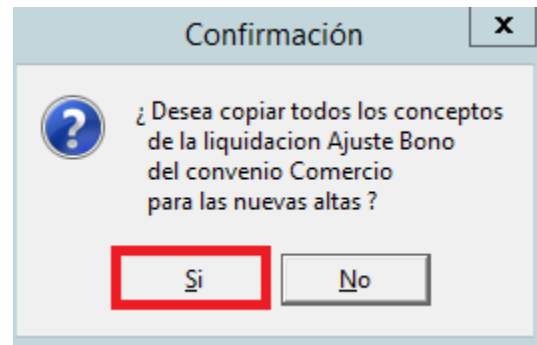 Confirmación
x
¿ Desea copiar todos los conceptos
de la liquidacion Ajuste Bono
del convenio Comercio
para las nuevas altas ?
Si
No